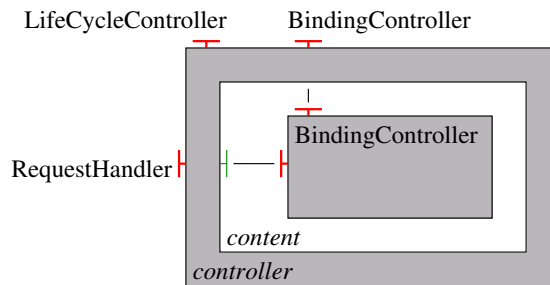 LifeCycleController
BindingController
BindingController
RequestHandler
content
controller